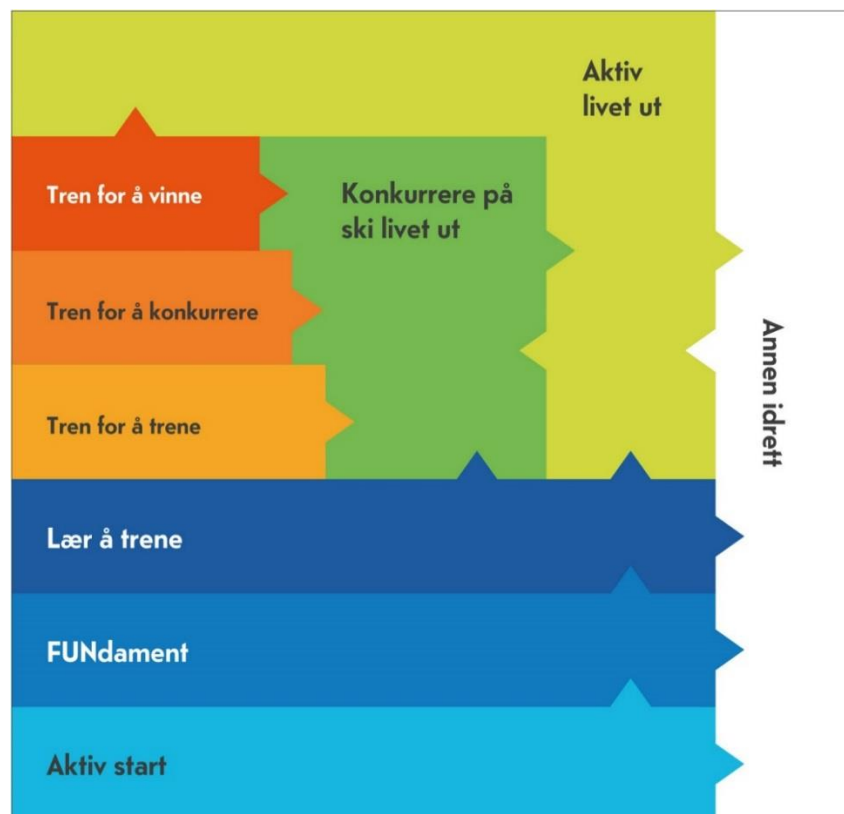 Aktiv
livet ut
Tren for å vinne
Konkurrere på
ski livet ut
Tren for å konkurrere
Annen idrett
Tren for å trene
Lær å trene
FUNdament
Aktiv start